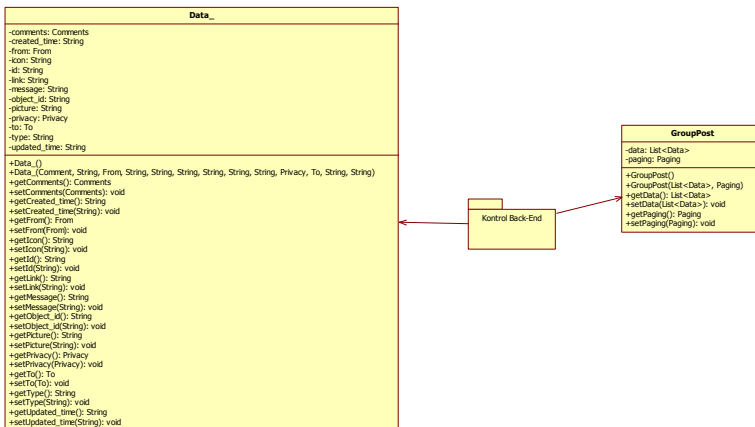 Data_
-comments: Comments
-created_time: String
-from: From
-icon: String
-id: String
-link: String
-message: String
-object_id: String
-picture: String
-privacy: Privacy
-to: To
-type: String
-updated_time: String
+Data_()
+Data_(Comment, String, From, String, String, String, String, String, String, Privacy, To, String, String)
+getComments(): Comments
+setComments(Comments): void
+getCreated_time(): String
+setCreated_time(String): void
+getFrom(): From
+setFrom(From): void
+getIcon(): String
+setIcon(String): void
+getId(): String
+setId(String): void
+getLink(): String
+setLink(String): void
+getMessage(): String
+setMessage(String): void
+getObject_id(): String
+setObject_id(String): void
+getPicture(): String
+setPicture(String): void
+getPrivacy(): Privacy
+setPrivacy(Privacy): void
+getTo(): To
+setTo(To): void
+getType(): String
+setType(String): void
+getUpdated_time(): String
+setUpdated_time(String): void
Kontrol Back-End
GroupPost
-data: List<Data>
-paging: Paging
+GroupPost()
+GroupPost(List<Data>, Paging)
+getData(): List<Data>
+setData(List<Data>): void
+getPaging(): Paging
+setPaging(Paging): void